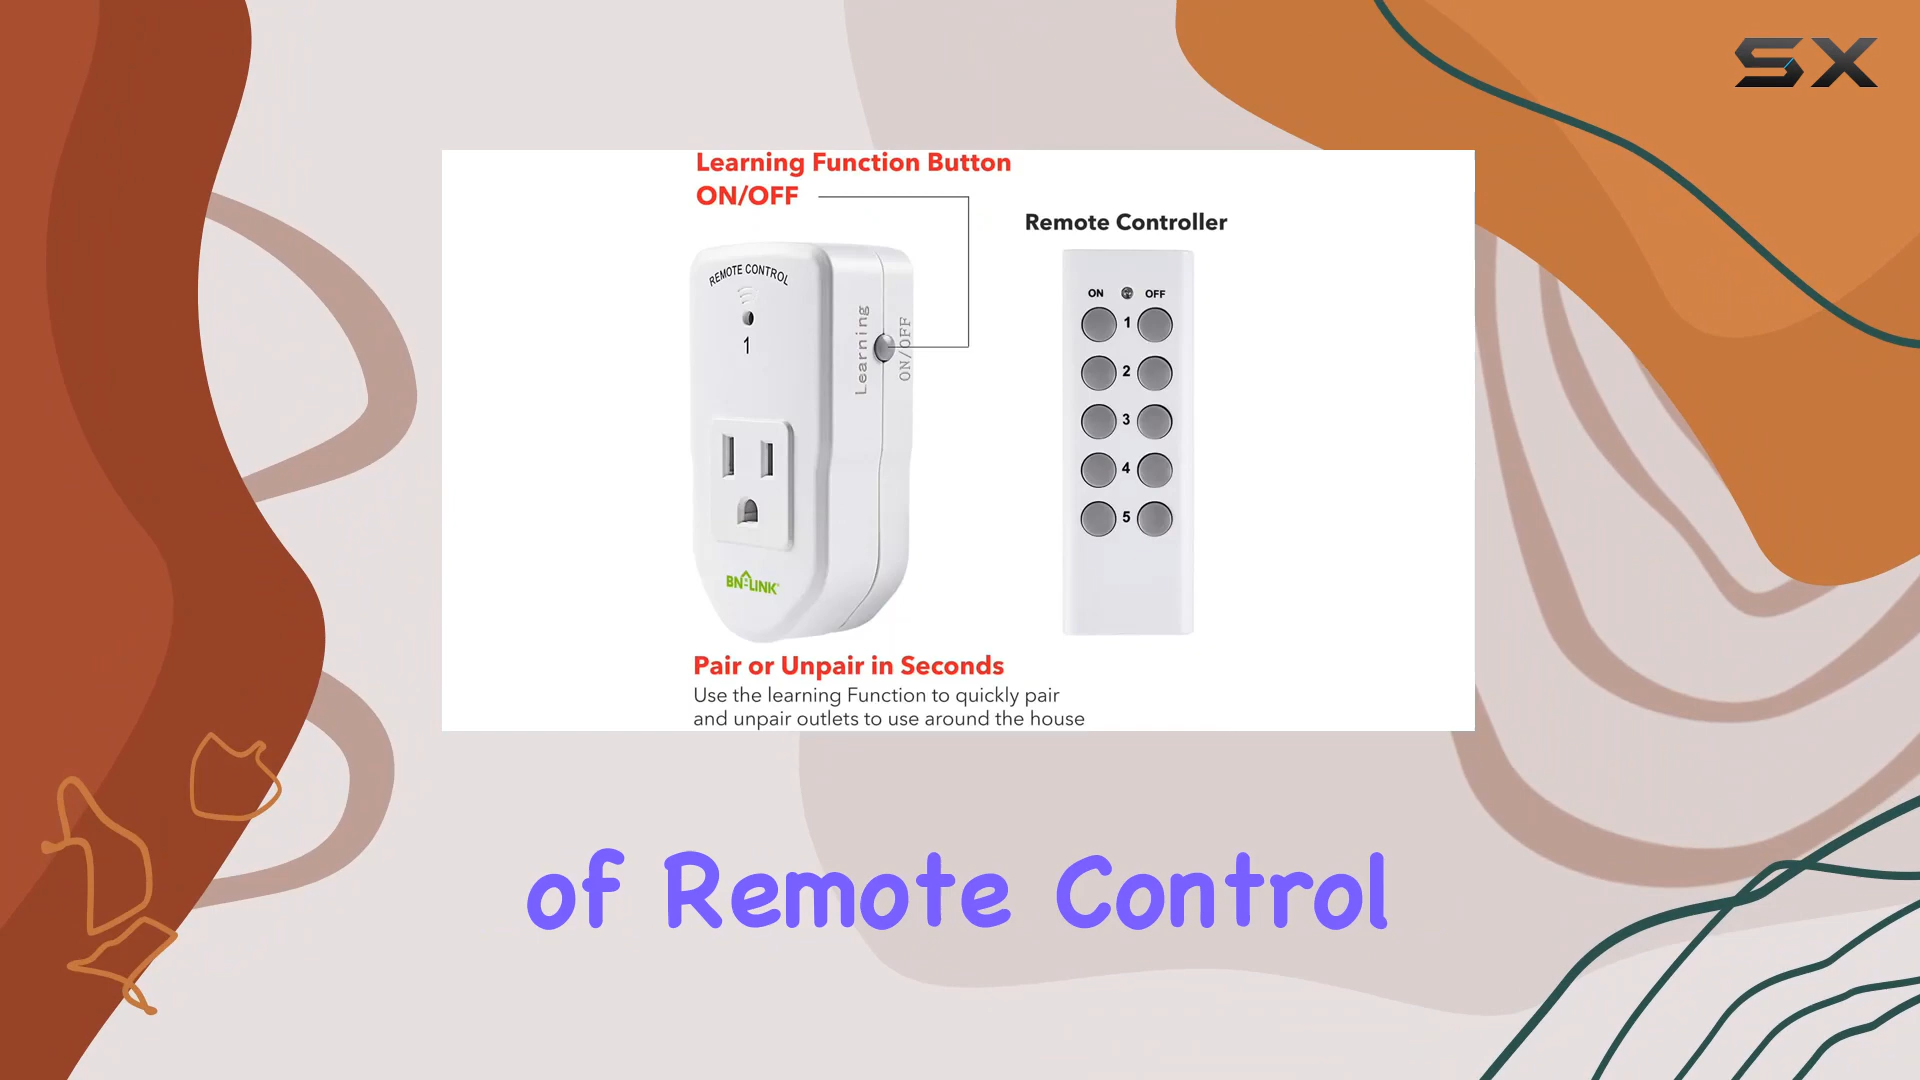 SX
Learning Function Button
ON/OFF
Remote Controller
REMOTE CONTROL
1
Learning
ON/OFF
BN-LINK
ON OFF
1
2
3
4
5
Pair or Unpair in Seconds
Use the learning Function to quickly pair
and unpair outlets to use around the house
of Remote Control